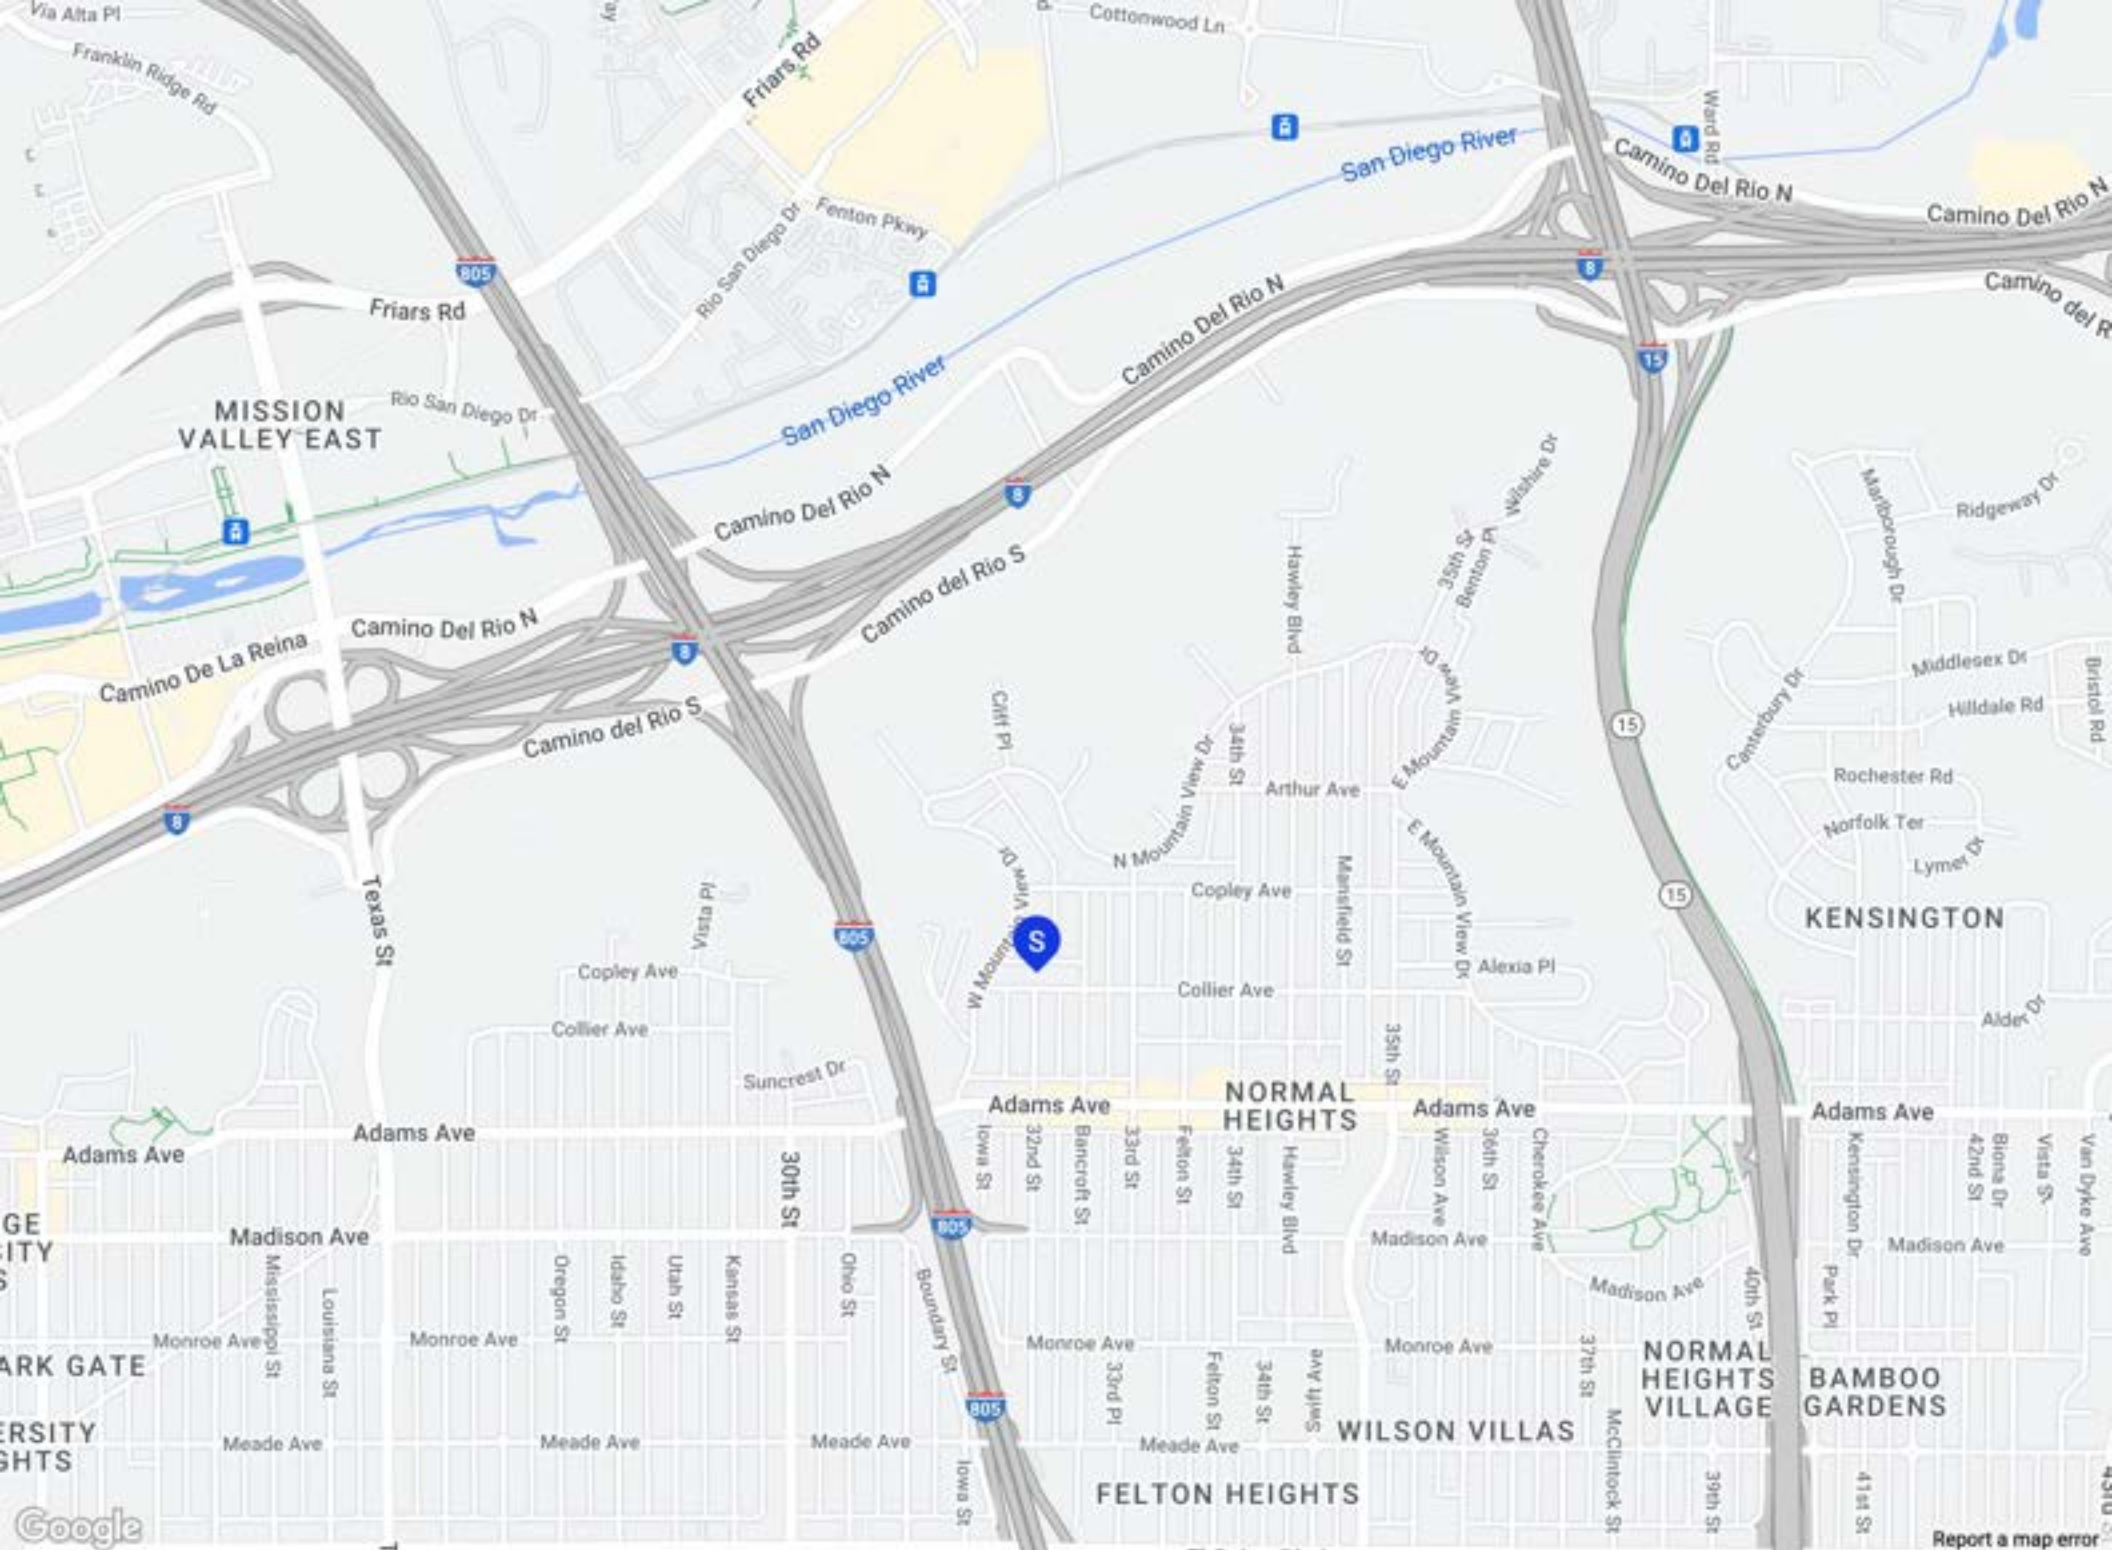 Via Alta Pl
Franklin Ridge Rd
Cottonwood Ln
Friars Rd
Ward Rd
San Diego River
Camino Del Rio N
Camino Del Rio N
Fenton Pkwy
Rio San Diego Dr
805
8
Friars Rd
Camino Del Rio N
Camino del R
15
MISSION
VALLEY EAST
Rio San Diego Dr
San Diego River
Wilshire Dr
Marlborough Dr
Ridgeway Dr
8
Camino Del Rio N
35th St
Benton Pl
Hawley Blvd
Camino del Rio S
Camino Del Rio N
Camino De La Reina
8
E Mountain View Dr
Middlesex Dr
Bristol Rd
Canterbury Dr
Hilldale Rd
Camino del Rio S
Cliff Pl
34th St
15
N Mountain View Dr
Arthur Ave
Rochester Rd
8
Norfolk Ter
Lymer Dr
E Mountain View Dr
Mansfield St
Copley Ave
15
KENSINGTON
Texas St
Vista Pl
805
W Mounta
View Dr
S
Copley Ave
Alexia Pl
Collier Ave
Collier Ave
Alder Dr
35th St
Suncrest Dr
NORMAL
HEIGHTS
Adams Ave
Adams Ave
Adams Ave
Adams Ave
Adams Ave
30th St
Iowa St
32nd St
Bancroft St
33rd St
Felton St
34th St
Hawley Blvd
Wilson Ave
36th St
Cherokee Ave
Kensington Dr
42nd St
Biona Dr
Vista St
Van Dyke Ave
GE
SITY
S
Madison Ave
805
Madison Ave
Madison Ave
Madison Ave
Mississippi St
Louisiana St
Oregon St
Idaho St
Utah St
Kansas St
Ohio St
Boundary St
40th St
Park Pl
Monroe Ave
Monroe Ave
Monroe Ave
Monroe Ave
ARK GATE
33rd Pl
Felton St
34th St
Swift Ave
37th St
NORMAL
HEIGHTS
VILLAGE
BAMBOO
GARDENS
805
ERSITY
GHTS
Meade Ave
Meade Ave
Meade Ave
Meade Ave
WILSON VILLAS
McClintock St
Iowa St
FELTON HEIGHTS
39th St
41st St
43rd S
Google
Report a map error